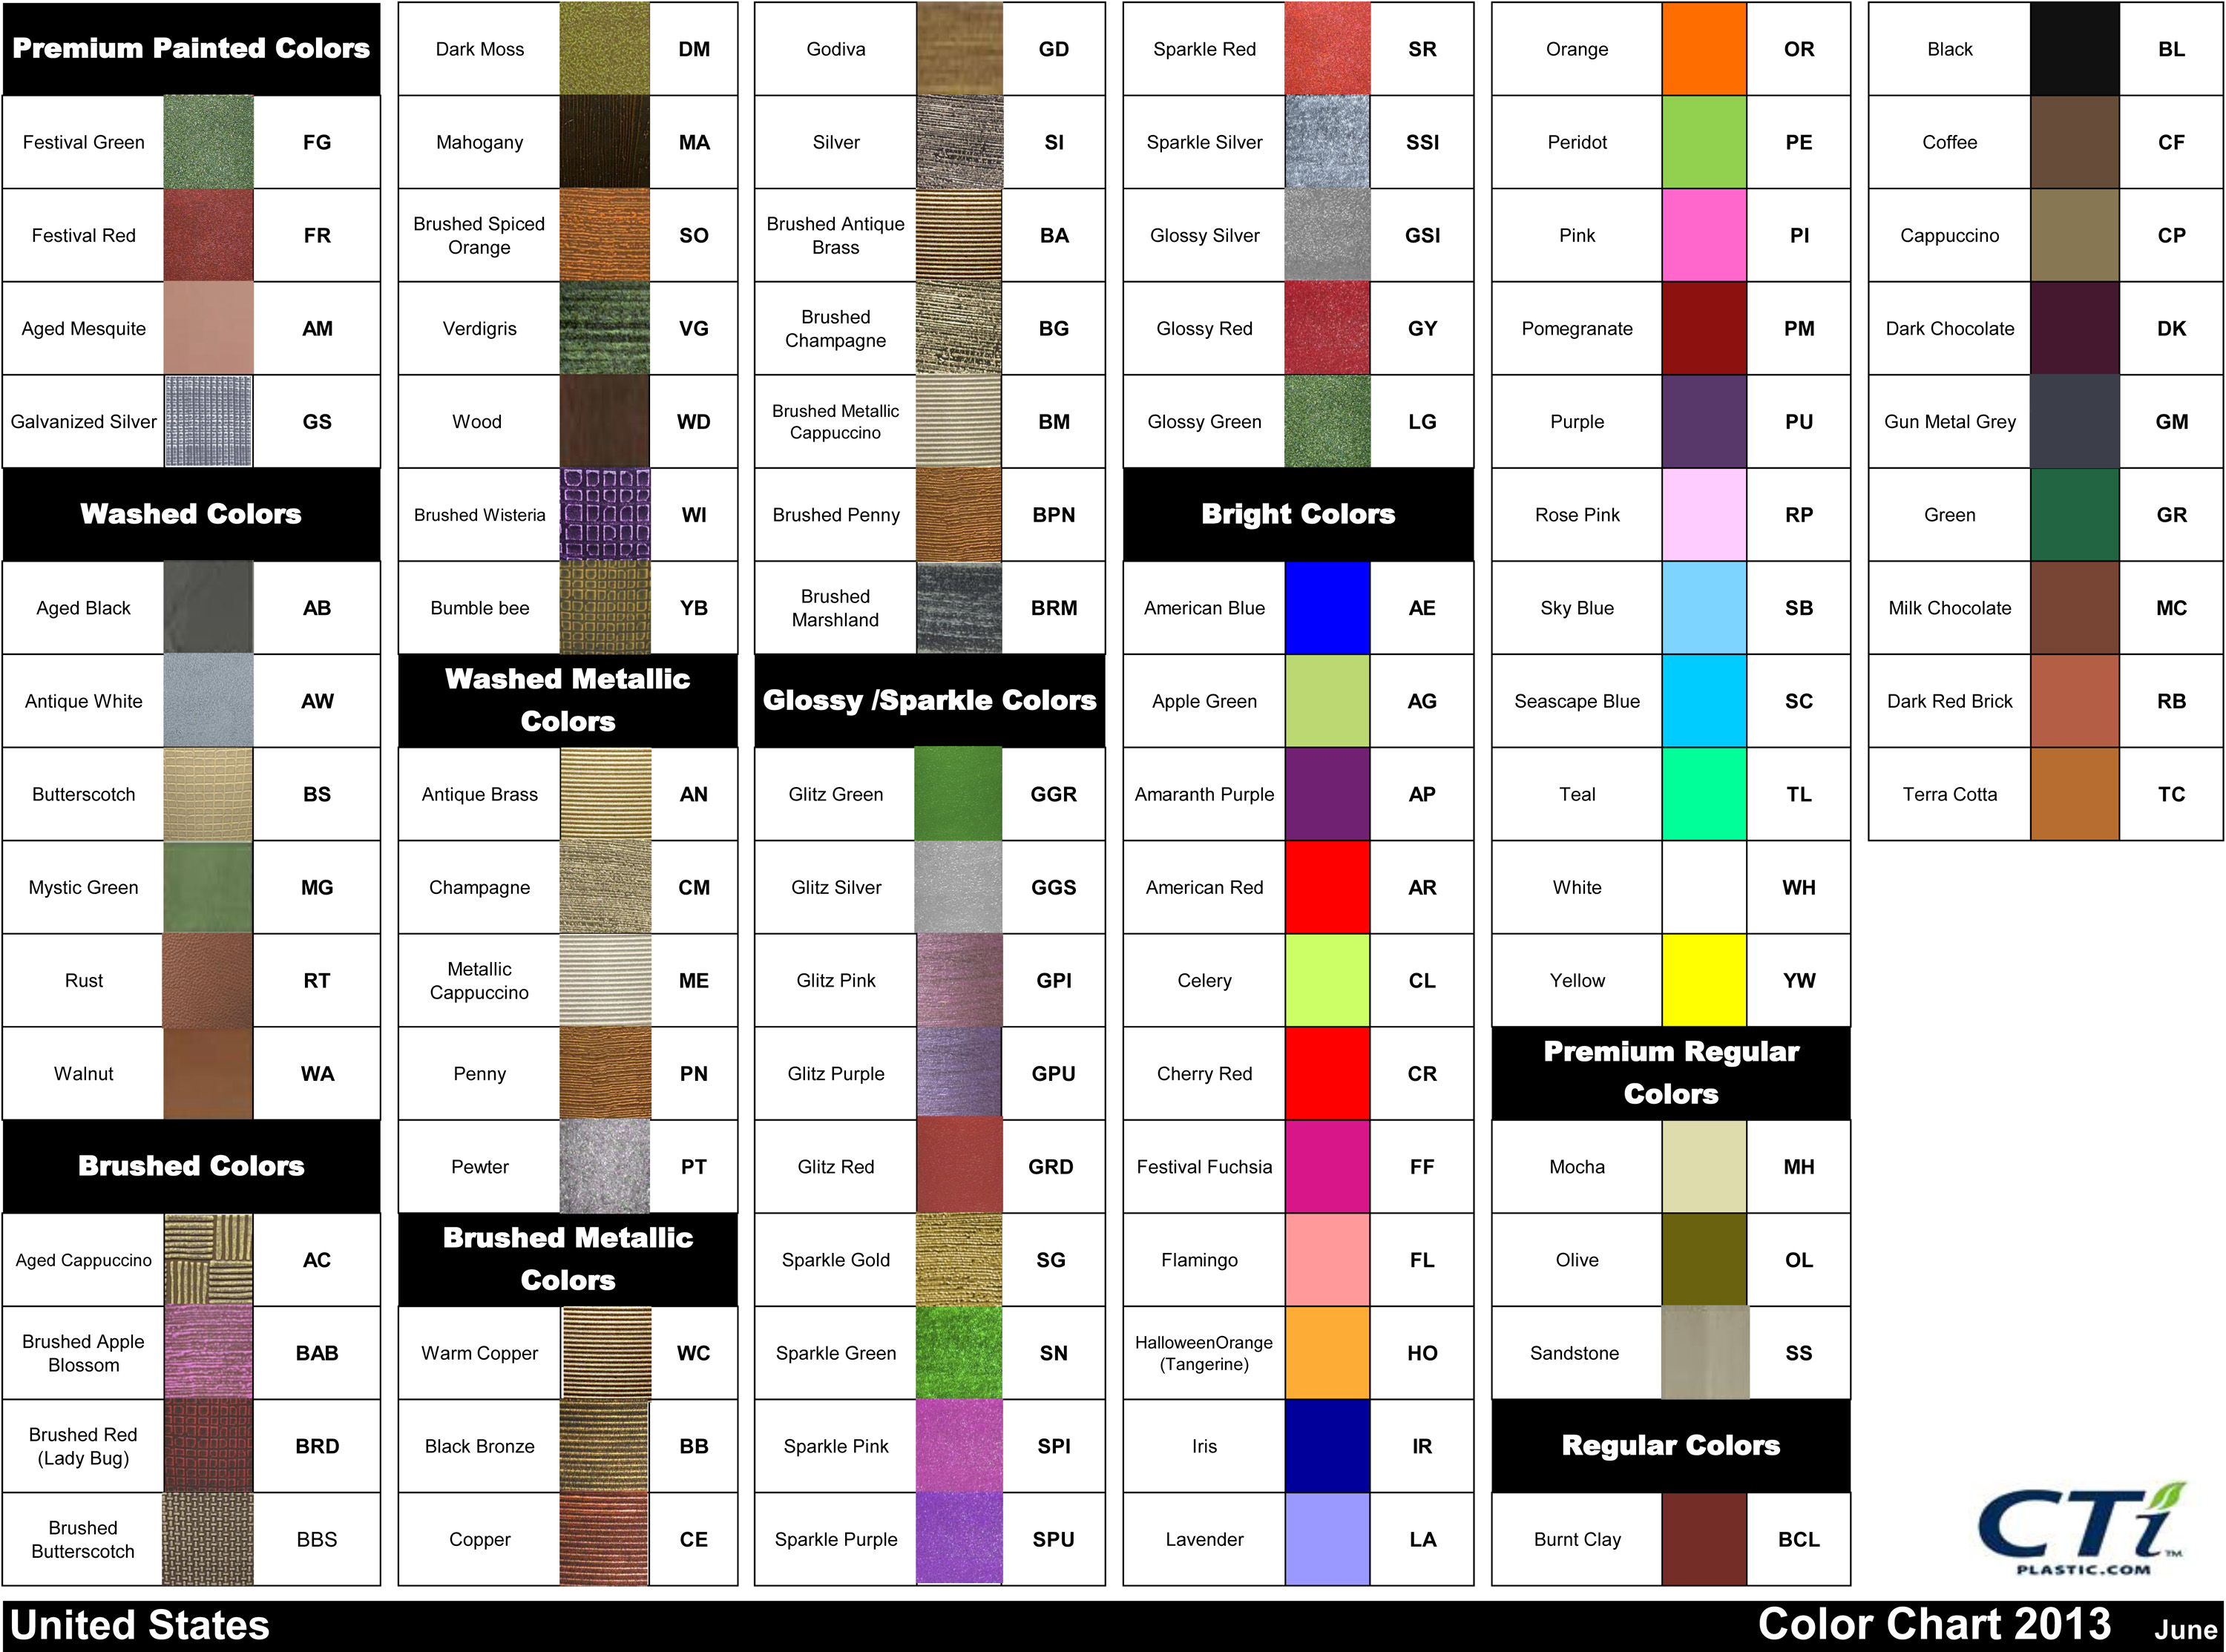 Premium Painted Colors
Festival Green FG
Festival Red FR
Aged Mesquite AM
Galvanized Silver GS
Washed Colors
Aged Black AB
Antique White AW
Butterscotch BS
Mystic Green MG
Rust RT
Walnut WA
Brushed Colors
Aged Cappuccino AC
Brushed Apple
Blossom BAB
Brushed Red
(Lady Bug) BRD
Brushed
Butterscotch BBS
Dark Moss DM
Mahogany MA
Brushed Spiced
Orange SO
Verdigris VG
Wood WD
Brushed Wisteria WI
Bumble bee YB
Washed Metallic
Colors
Antique Brass AN
Champagne CM
Metallic
Cappuccino ME
Penny PN
Pewter PT
Brushed Metallic
Colors
Warm Copper WC
Black Bronze BB
Copper CE
Godiva GD
Silver SI
Brushed Antique
Brass BA
Brushed
Champagne BG
Brushed Metallic
Cappuccino BM
Brushed Penny BPN
Brushed
Marshland BRM
Glossy /Sparkle Colors
Glitz Green GGR
Glitz Silver GGS
Glitz Pink GPI
Glitz Purple GPU
Glitz Red GRD
Sparkle Gold SG
Sparkle Green SN
Sparkle Pink SPI
Sparkle Purple SPU
Sparkle Red SR
Sparkle Silver SSI
Glossy Silver GSI
Glossy Red GY
Glossy Green LG
Bright Colors
American Blue AE
Apple Green AG
Amaranth Purple AP
American Red AR
Celery CL
Cherry Red CR
Festival Fuchsia FF
Flamingo FL
HalloweenOrange
(Tangerine) HO
Iris IR
Lavender LA
Orange OR
Peridot PE
Pink PI
Pomegranate PM
Purple PU
Rose Pink RP
Sky Blue SB
Seascape Blue SC
Teal TL
White WH
Yellow YW
Premium Regular
Colors
Mocha MH
Olive OL
Sandstone SS
Regular Colors
Burnt Clay BCL
Black BL
Coffee CF
Cappuccino CP
Dark Chocolate DK
Gun Metal Grey GM
Green GR
Milk Chocolate MC
Dark Red Brick RB
Terra Cotta TC
CTi TM
PLASTIC.COM
United States Color Chart 2013 June